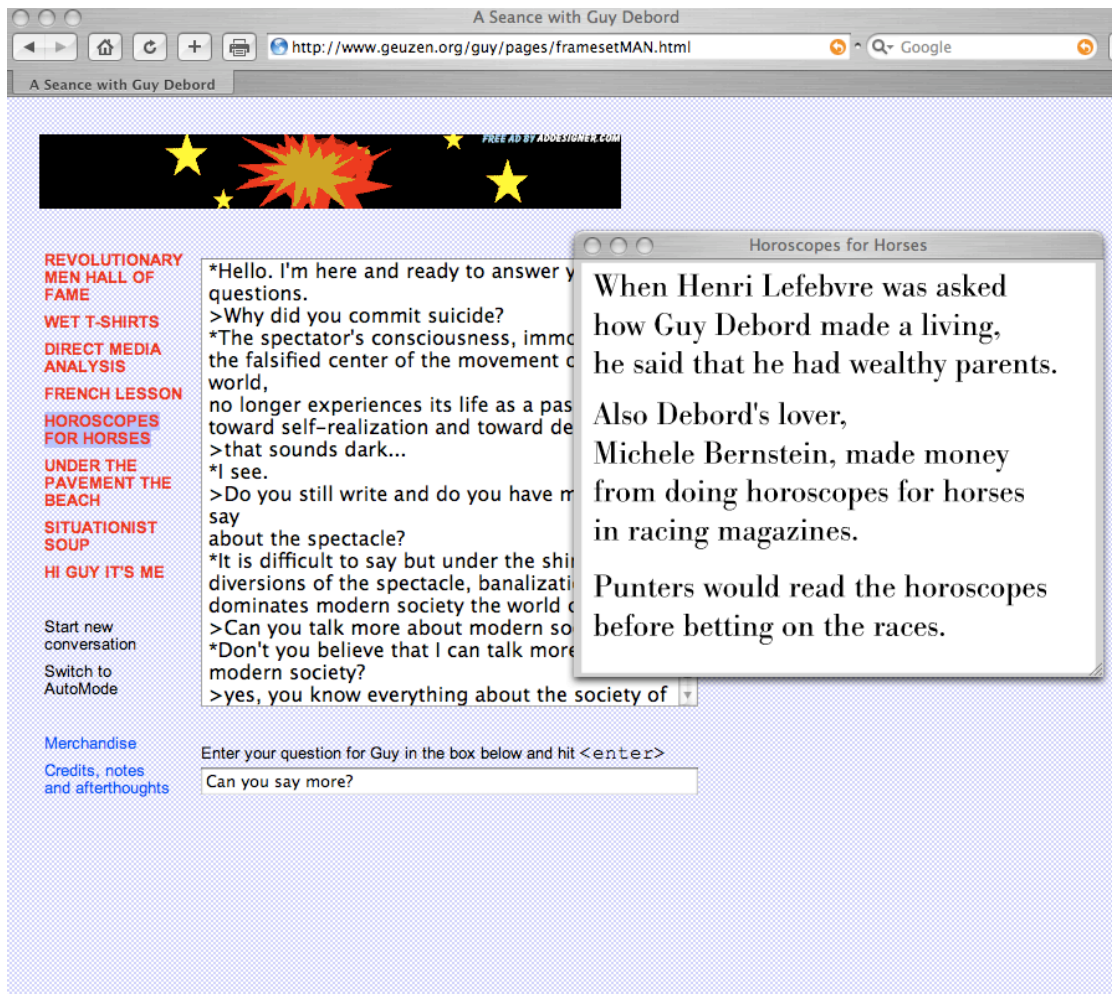 A Seance with Guy Debord
http://www.geuzen.org/guy/pages/framesetMAN.html
Google
A Seance with Guy Debord
FREE AD BY ADDESIGNER.COM
REVOLUTIONARY
MEN HALL OF
FAME
WET T-SHIRTS
DIRECT MEDIA
ANALYSIS
FRENCH LESSON
HOROSCOPES
FOR HORSES
UNDER THE
PAVEMENT THE
BEACH
SITUATIONIST
SOUP
HI GUY IT'S ME
Start new
conversation
Switch to
AutoMode
Merchandise
Credits, notes
and afterthoughts
*Hello. I'm here and ready to answer
questions.
>Why did you commit suicide?
*The spectator's consciousness,
the falsified center of the movement
world,
no longer experiences its life as a
toward self-realization and toward
>that sounds dark...
*I see.
>Do you still write and do you have
say
about the spectacle?
*It is difficult to say but under the
diversions of the spectacle,
dominates modern society the world
>Can you talk more about modern
*Don't you believe that I can talk more
modern society?
>yes, you know everything about the society of
Enter your question for Guy in the box below and hit <enter>
Can you say more?
Horoscopes for Horses
When Henri Lefebvre was asked
how Guy Debord made a living,
he said that he had wealthy parents.
Also Debord's lover,
Michele Bernstein, made money
from doing horoscopes for horses
in racing magazines.
Punters would read the horoscopes
before betting on the races.